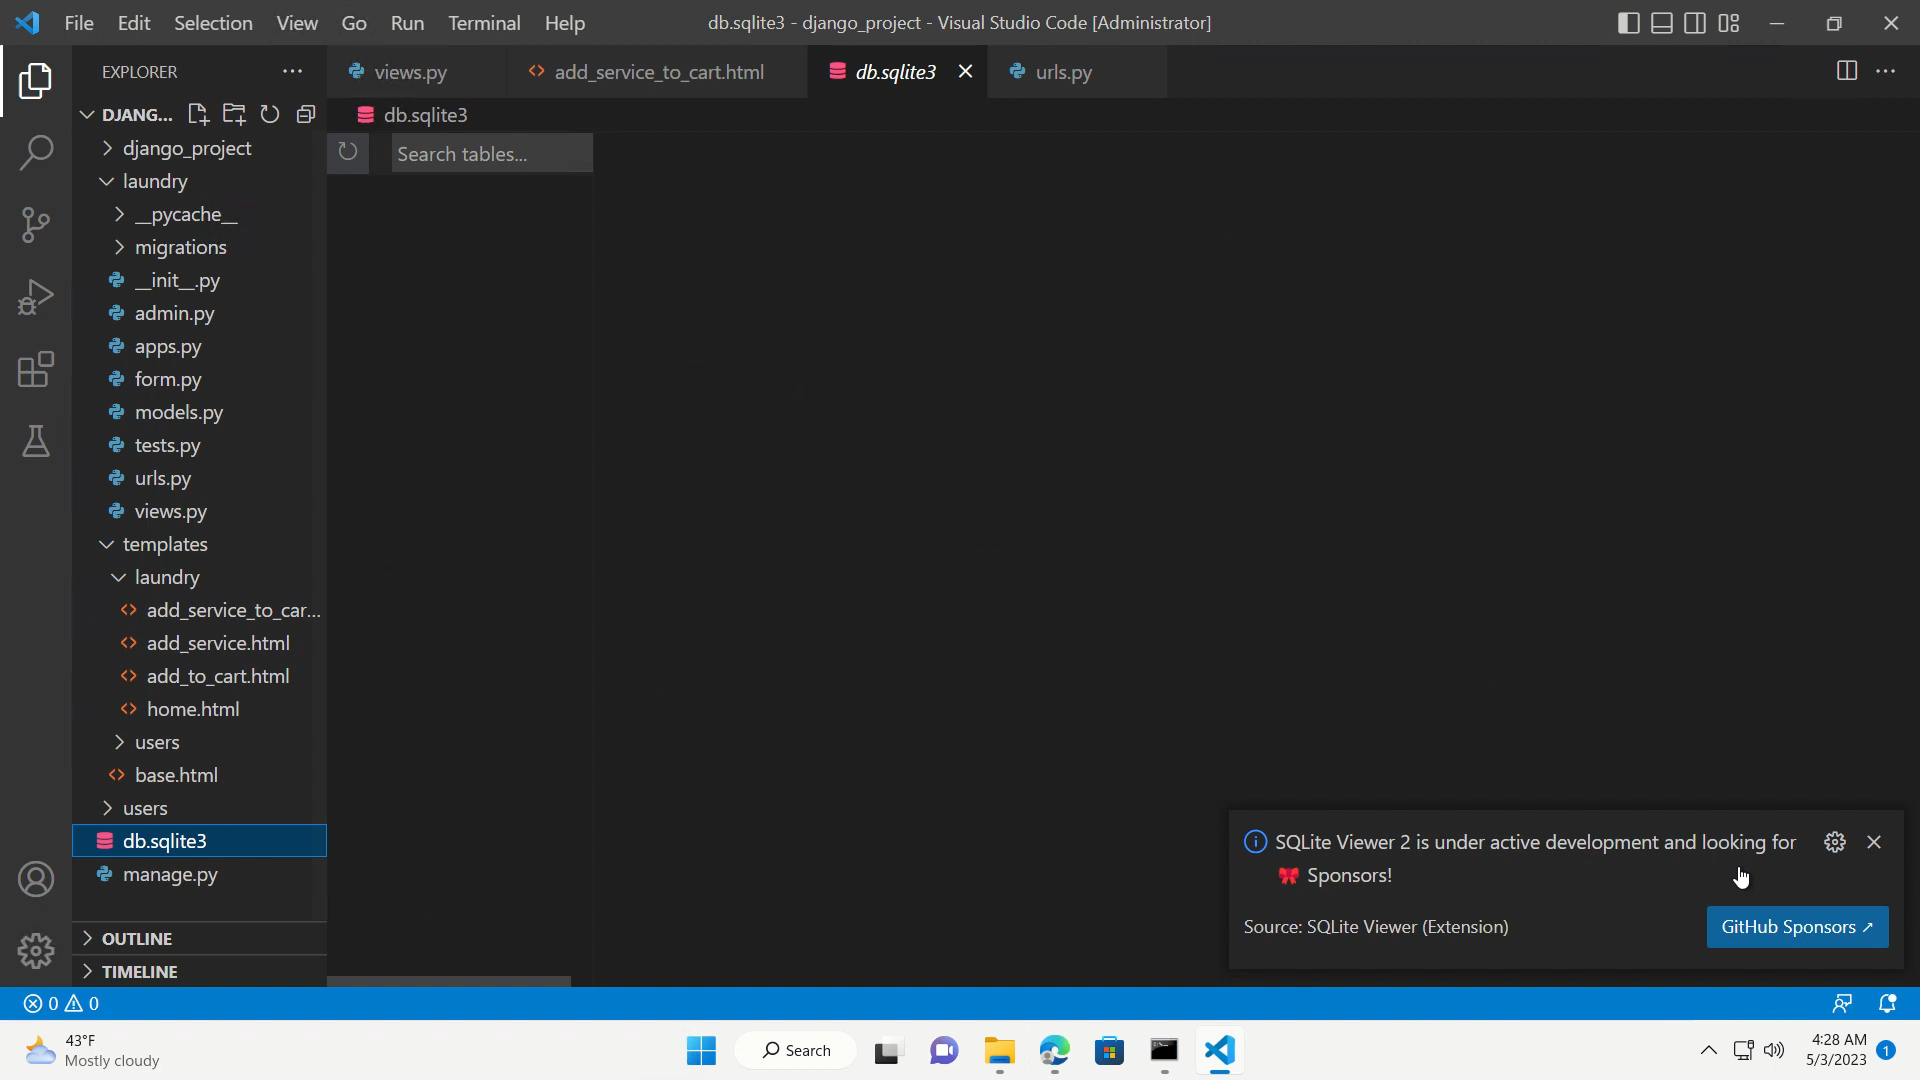 File Edit Selection View Go Run Terminal Help
db.sqlite3 - django_project - Visual Studio Code [Administrator]
EXPLORER
views.py
add_service_to_cart.html
db.sqlite3
urls.py
DJANG...
db.sqlite3
django_project
Search tables...
laundry
__pycache__
migrations
__init__.py
admin.py
apps.py
form.py
models.py
tests.py
urls.py
views.py
templates
laundry
add_service_to_car...
add_service.html
add_to_cart.html
home.html
users
base.html
users
db.sqlite3
manage.py
SQLite Viewer 2 is under active development and looking for
Sponsors!
Source: SQLite Viewer (Extension)
GitHub Sponsors ↗
OUTLINE
TIMELINE
0 0
43°F
Mostly cloudy
Search
4:28 AM
5/3/2023
1